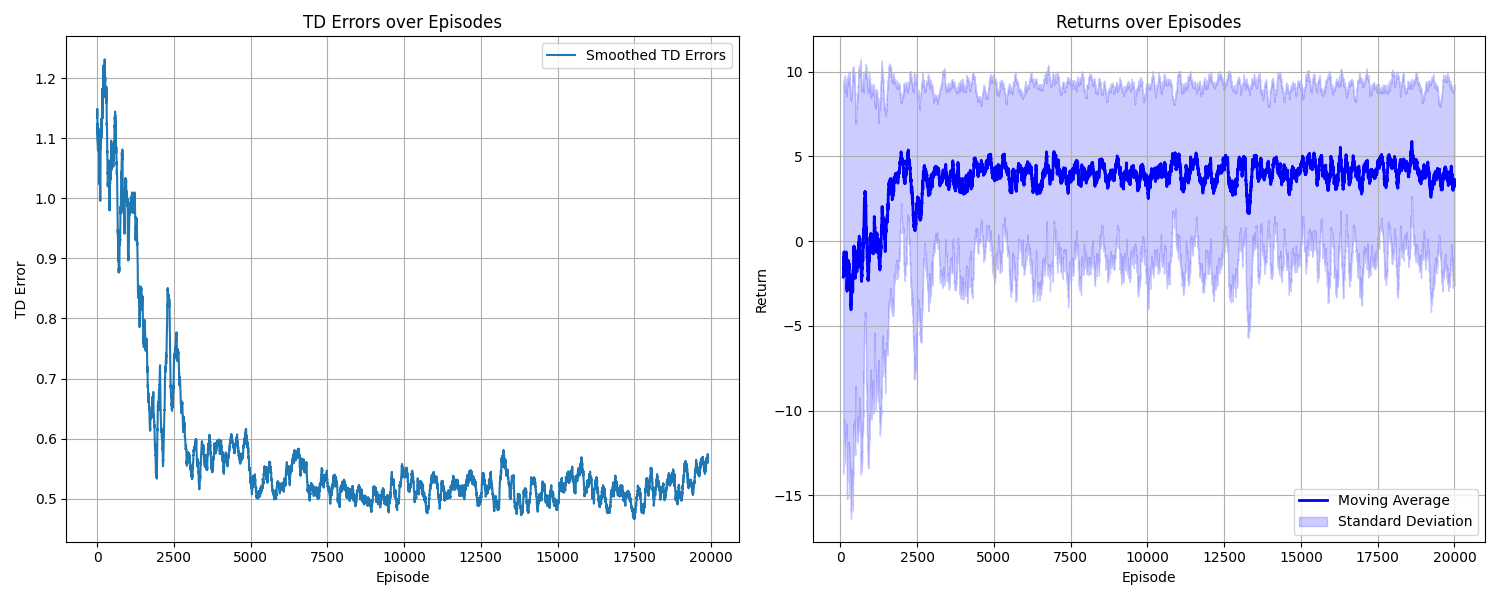 TD Errors over Episodes
Smoothed TD Errors
1.2
1.1
1.0
0.9
0.8
0.7
0.6
0.5
TD Error
0 2500 5000 7500 10000 12500 15000 17500 20000
Episode
Returns over Episodes
10
5
0
−5
−10
−15
Return
Moving Average
Standard Deviation
0 2500 5000 7500 10000 12500 15000 17500 20000
Episode